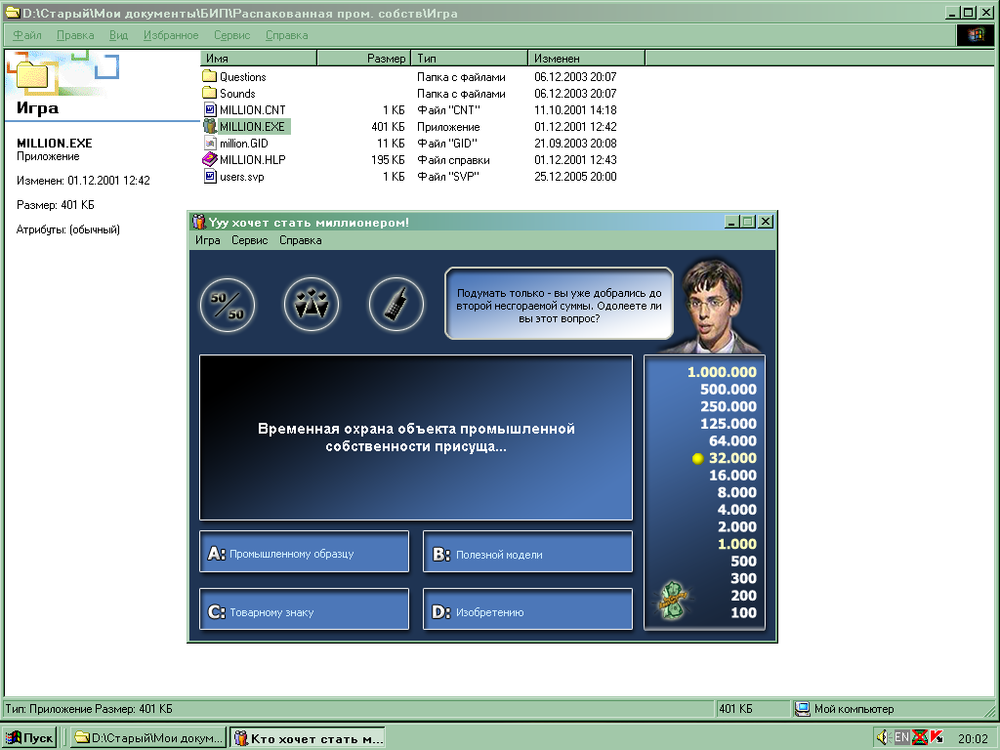 D:\Старый\Мои документы\БИП\Распакованная пром. собств\Игра
Файл Правка Вид Избранное Сервис Справка
Имя Размер Тип Изменен
Questions Папка с файлами 06.12.2003 20:07
Sounds Папка с файлами 06.12.2003 20:07
MILLION.CNT 1 КБ Файл "CNT" 11.10.2001 14:18
MILLION.EXE 401 КБ Приложение 01.12.2001 12:42
million.GID 11 КБ Файл "GID" 21.09.2003 20:08
MILLION.HLP 195 КБ Файл справки 01.12.2001 12:43
users.svp 1 КБ Файл "SVP" 25.12.2005 20:00
Игра
MILLION.EXE
Приложение
Изменен: 01.12.2001 12:42
Размер: 401 КБ
Атрибуты: (обычный)
Ууу хочет стать миллионером!
Игра Сервис Справка
50/50
Подумать только - вы уже добрались до
второй несгораемой суммы. Одолеете ли
вы этот вопрос?
Временная охрана объекта промышленной
собственности присуща...
A: Промышленному образцу
B: Полезной модели
C: Товарному знаку
D: Изобретению
1.000.000
500.000
250.000
125.000
64.000
32.000
16.000
8.000
4.000
2.000
1.000
500
300
200
100
Тип: Приложение Размер: 401 КБ 401 КБ Мой компьютер
Пуск D:\Старый\Мои докум... Кто хочет стать м... EN 20:02